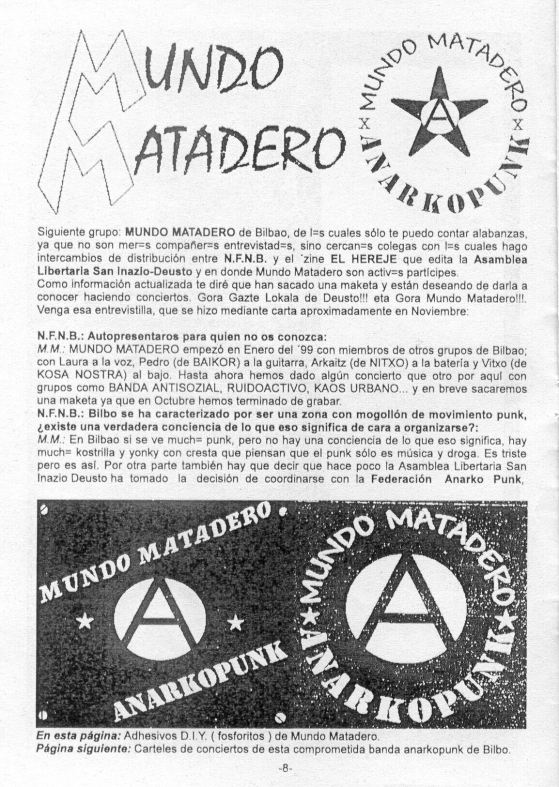 MUNDO
MATADERO
MUNDO MATADERO
A
X X
ANARKOPUNK
Siguiente grupo: MUNDO MATADERO de Bilbao, de l=s cuales sólo te puedo contar alabanzas,
ya que no son mer=s compañer=s entrevistad=s, sino cercan=s colegas con l=s cuales hago
intercambios de distribución entre N.F.N.B. y el ´zine EL HEREJE que edita la Asamblea
Libertaria San Inazio-Deusto y en donde Mundo Matadero son activ=s partícipes.
Como información actualizada te diré que han sacado una maketa y están deseando de darla a
conocer haciendo conciertos. Gora Gazte Lokala de Deusto!!! eta Gora Mundo Matadero!!!.
Venga esa entrevistilla, que se hizo mediante carta aproximadamente en Noviembre:
N.F.N.B.: Autopresentaros para quien no os conozca:
M.M.: MUNDO MATADERO empezó en Enero del ´99 con miembros de otros grupos de Bilbao;
con Laura a la voz, Pedro (de BAIKOR) a la guitarra, Arkaitz (de NITXO) a la batería y Vitxo (de
KOSA NOSTRA) al bajo. Hasta ahora hemos dado algún concierto que otro por aquí con
grupos como BANDA ANTISOZIAL, RUIDOACTIVO, KAOS URBANO... y en breve sacaremos
una maketa ya que en Octubre hemos terminado de grabar.
N.F.N.B.: Bilbo se ha caracterizado por ser una zona con mogollón de movimiento punk,
¿existe una verdadera conciencia de lo que eso significa de cara a organizarse?:
M.M.: En Bilbao si se ve much= punk, pero no hay una conciencia de lo que eso significa, hay
much= kostrilla y yonky con cresta que piensan que el punk sólo es música y droga. Es triste
pero es así. Por otra parte también hay que decir que hace poco la Asamblea Libertaria San
Inazio Deusto ha tomado la decisión de coordinarse con la Federación Anarko Punk,
MUNDO MATADERO
A
ANARKOPUNK
MUNDO MATADERO
A
ANARKOPUNK
En esta página: Adhesivos D.I.Y. ( fosforitos ) de Mundo Matadero.
Página siguiente: Carteles de conciertos de esta comprometida banda anarkopunk de Bilbo.
-8-